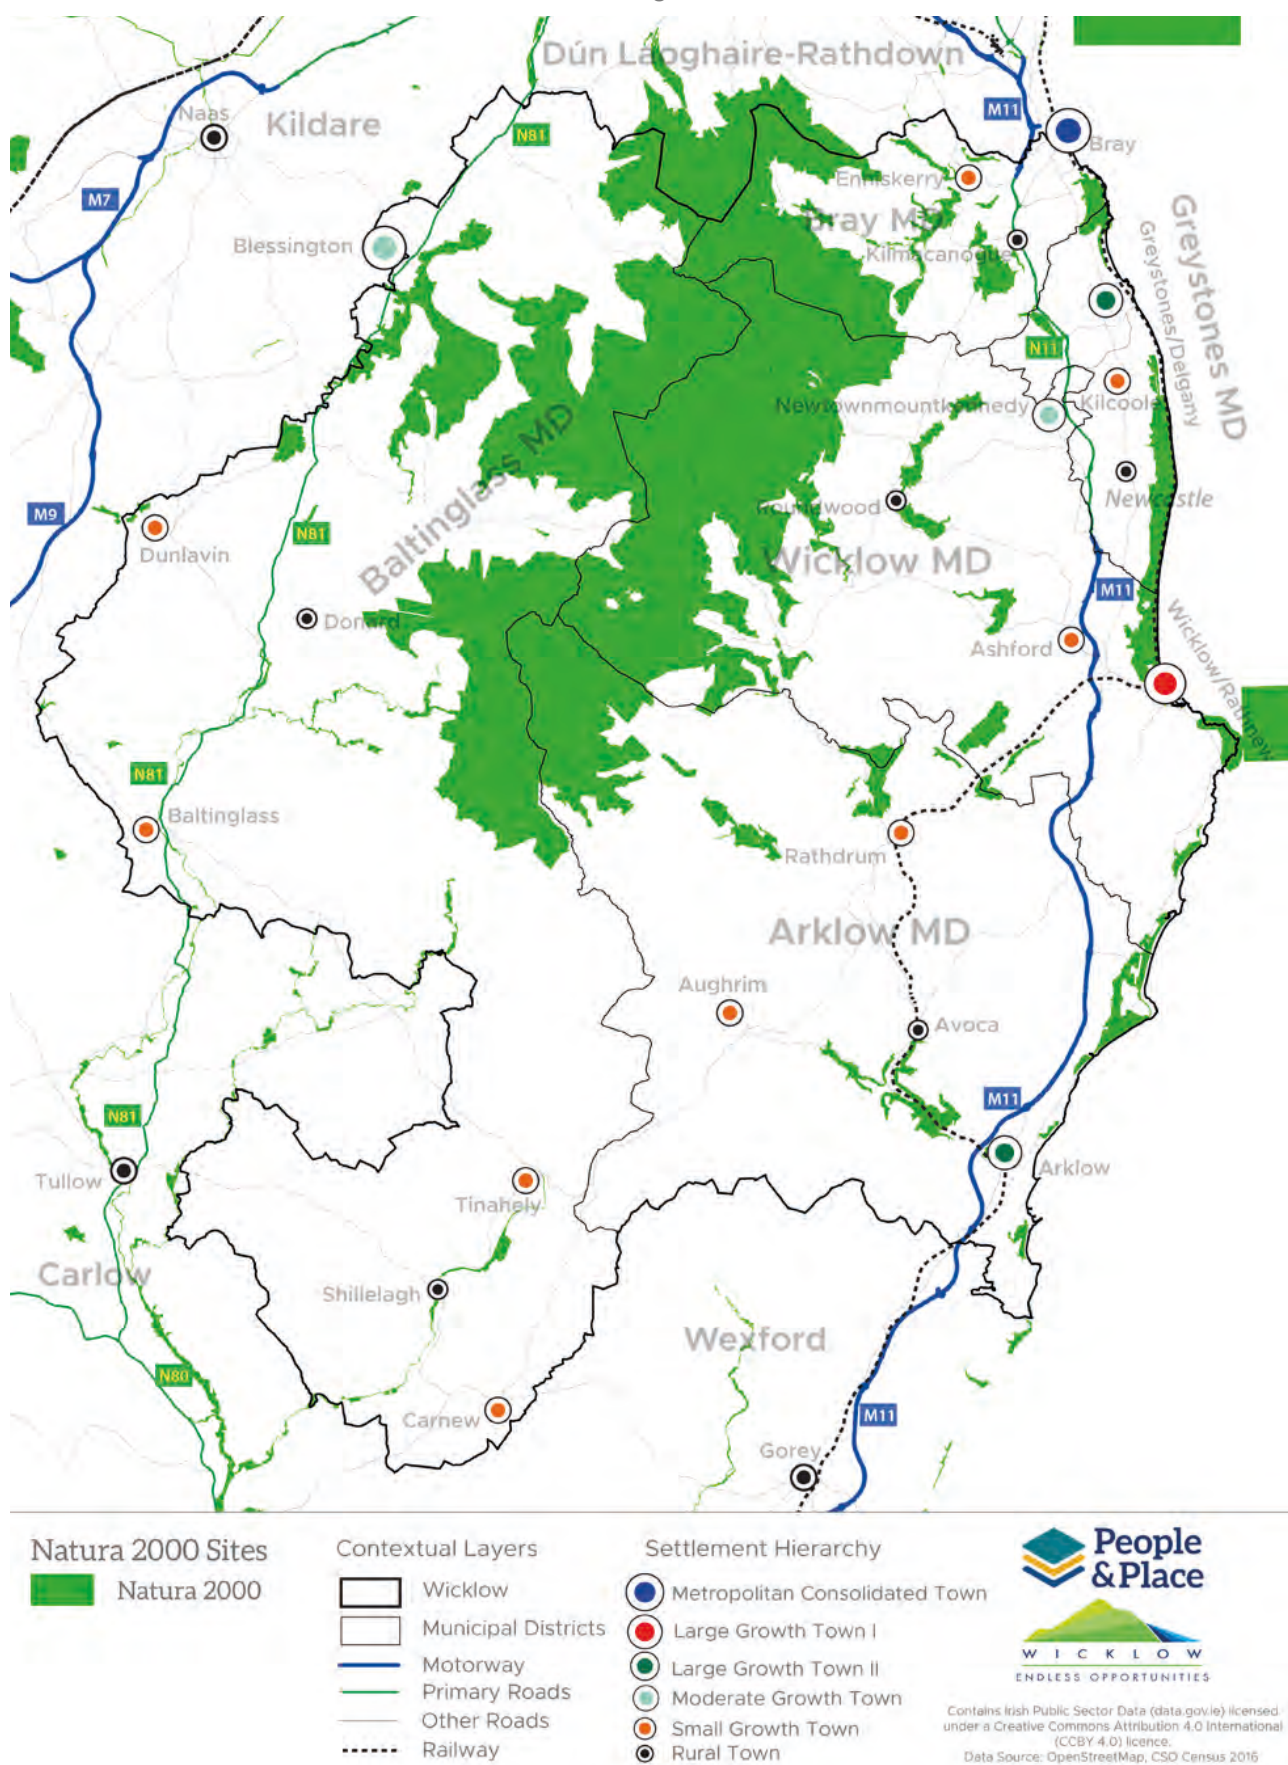 Dún Laoghaire-Rathdown
M11
Naas
Kildare
N81
Bray
Enniskerry
M7
Bray MD
Blessington
Kilmacanogue
Greystones MD
Greystones/Delgany
N11
Newtownmountkennedy
Kilcoole
Baltinglass MD
Newcastle
Roundwood
M9
N81
Dunlavin
Wicklow MD
M11
Donard
Ashford
Wicklow/Rathnew
N81
Baltinglass
Rathdrum
Arklow MD
Aughrim
Avoca
M11
N81
Arklow
Tullow
Tinahely
Carlow
Shillelagh
Wexford
N80
Carnew
M11
Gorey
Natura 2000 Sites
Natura 2000
Contextual Layers
Wicklow
Municipal Districts
Motorway
Primary Roads
Other Roads
Railway
Settlement Hierarchy
Metropolitan Consolidated Town
Large Growth Town I
Large Growth Town II
Moderate Growth Town
Small Growth Town
Rural Town
People
& Place
WICKLOW
ENDLESS OPPORTUNITIES
Contains Irish Public Sector Data (data.gov.ie) licensed
under a Creative Commons Attribution 4.0 International
(CCBY 4.0) licence.
Data Source: OpenStreetMap, CSO Census 2016